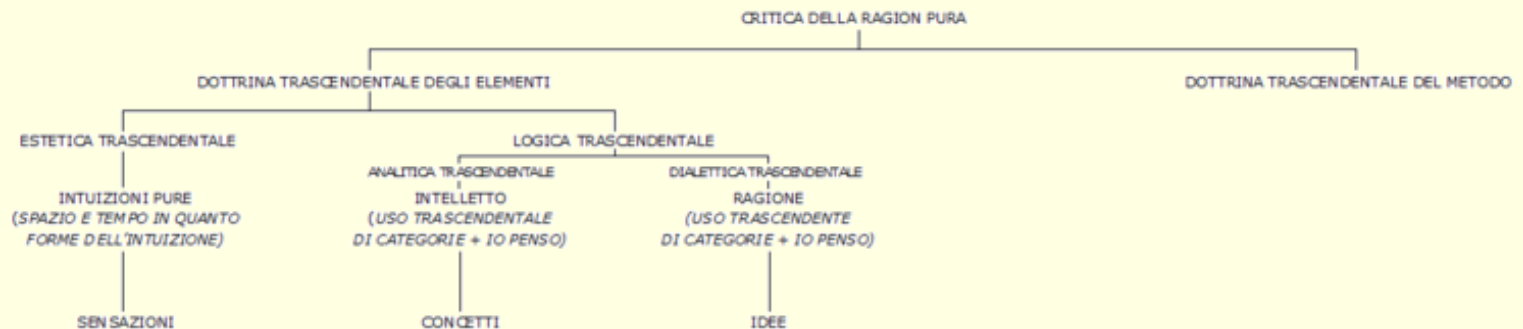 CRITICA DELLA RAGION PURA
DOTTRINA TRASCENDENTALE DEGLI ELEMENTI
DOTTRINA TRASCENDENTALE DEL METODO
ESTETICA TRASCENDENTALE
LOGICA TRASCENDENTALE
ANALITICA TRASCENDENTALE
DIALETTICA TRASCENDENTALE
INTUIZIONI PURE
(SPAZIO E TEMPO IN QUANTO
FORME DELL'INTUIZIONE)
INTELLETTO
(USO TRASCENDENTALE
DI CATEGORIE + IO PENSO)
RAGIONE
(USO TRASCENDENTE
DI CATEGORIE + IO PENSO)
SENSAZIONI
CONCETTI
IDEE